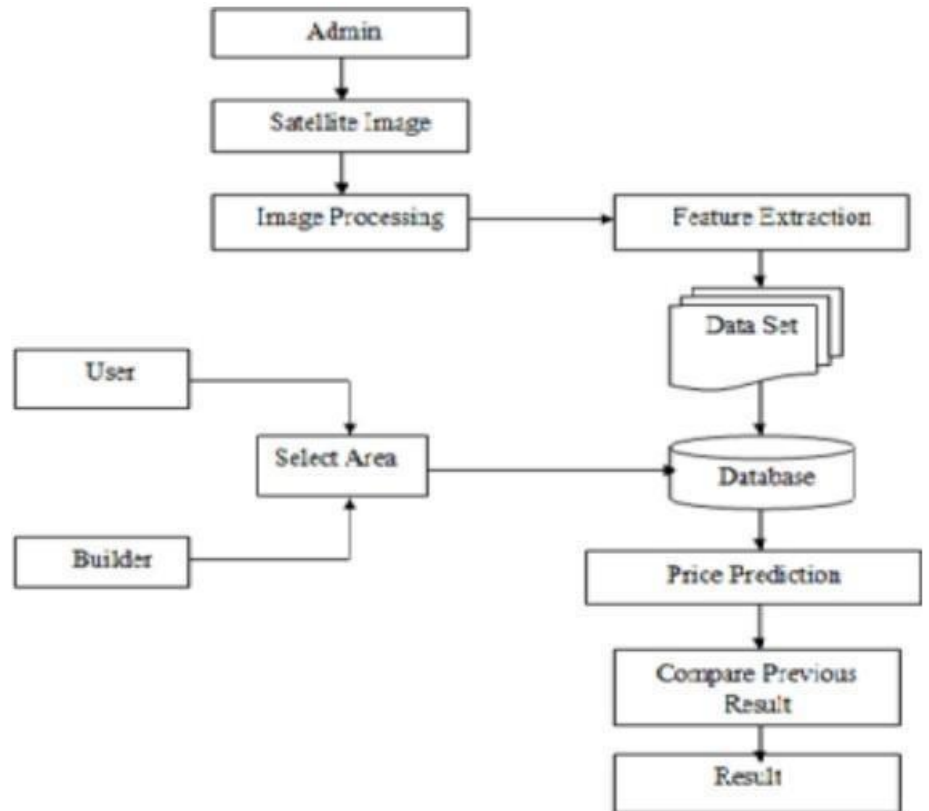 Admin
Satellite Image
Image Processing
Feature Extraction
Data Set
User
Select Area
Database
Builder
Price Prediction
Compare Previous
Result
Result